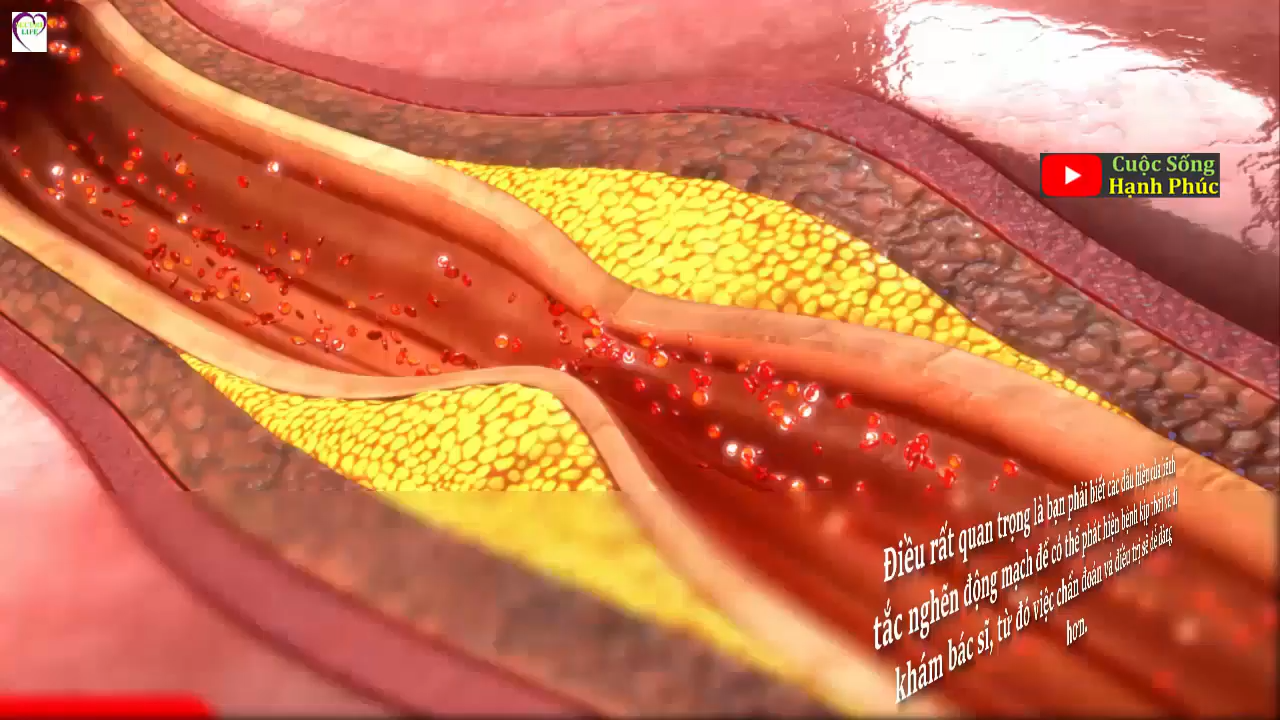 LIFE
Cuộc Sống
Hạnh Phúc
Điều rất quan trọng là bạn phải biết các dấu hiệu của bệnh
tắc nghẽn động mạch để có thể phát hiện bệnh kịp thời và đi
khám bác sĩ, từ đó việc chẩn đoán và điều trị sẽ dễ dàng
hơn.